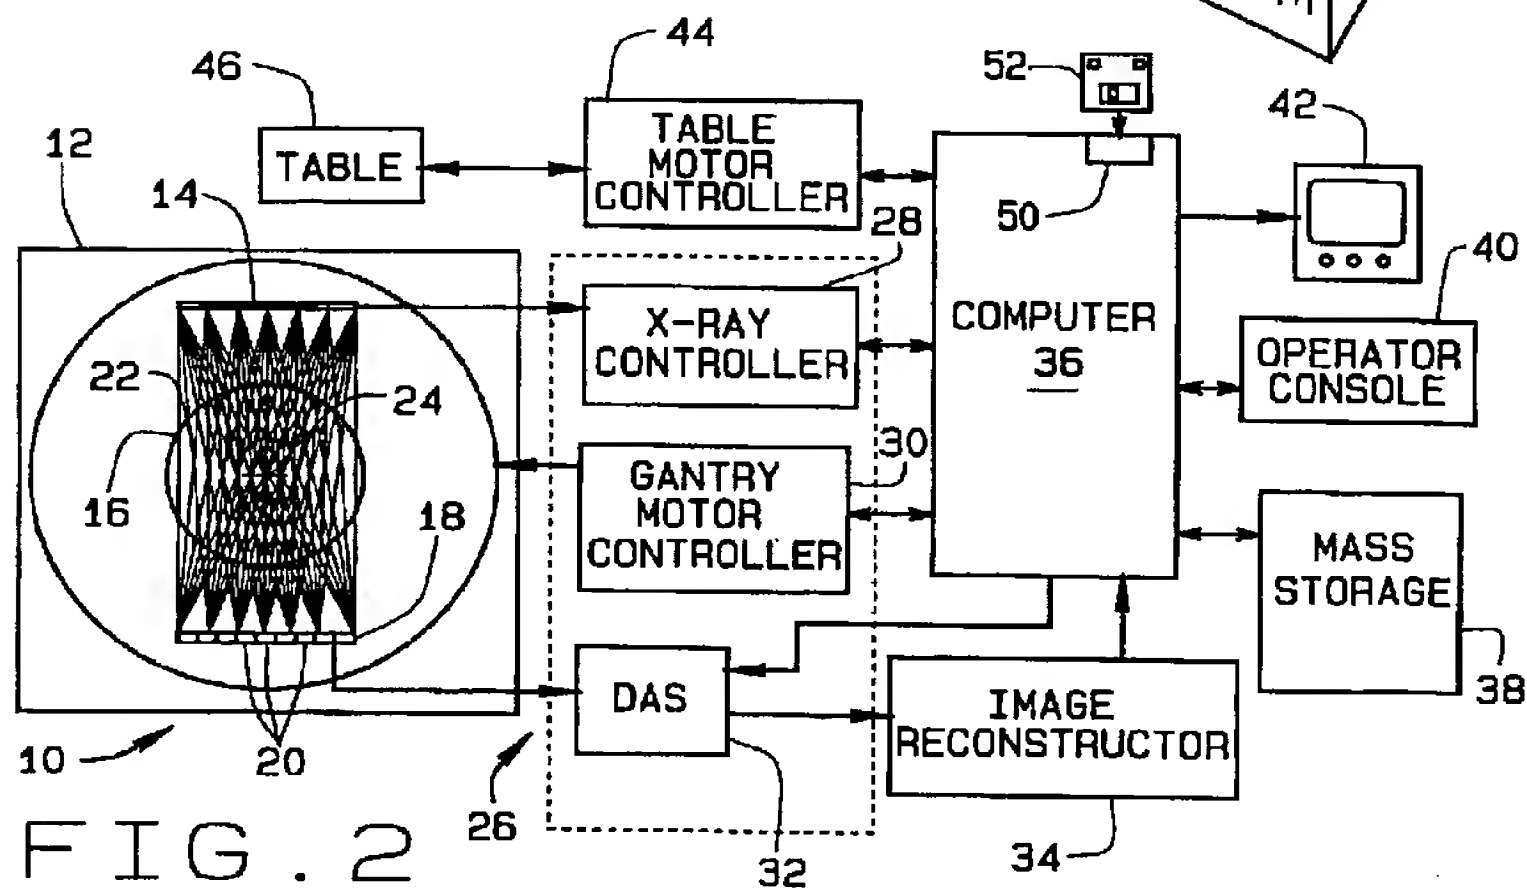 44
46
52
42
12
TABLE
TABLE
MOTOR
CONTROLLER
14
50
28
40
X-RAY
CONTROLLER
COMPUTER
36
OPERATOR
CONSOLE
22
24
30
16
18
GANTRY
MOTOR
CONTROLLER
MASS
STORAGE
38
DAS
IMAGE
RECONSTRUCTOR
10
20
26
32
34
FIG. 2